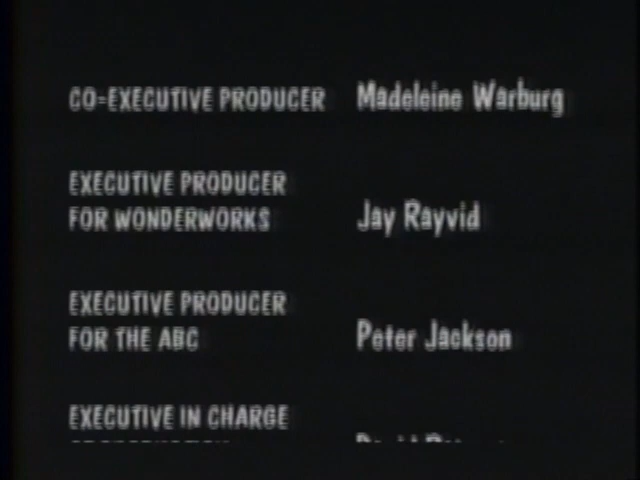 CO-EXECUTIVE PRODUCER Madeleine Warburg
EXECUTIVE PRODUCER
FOR WONDERWORKS Jay Rayvid
EXECUTIVE PRODUCER
FOR THE ABC Peter Jackson
EXECUTIVE IN CHARGE